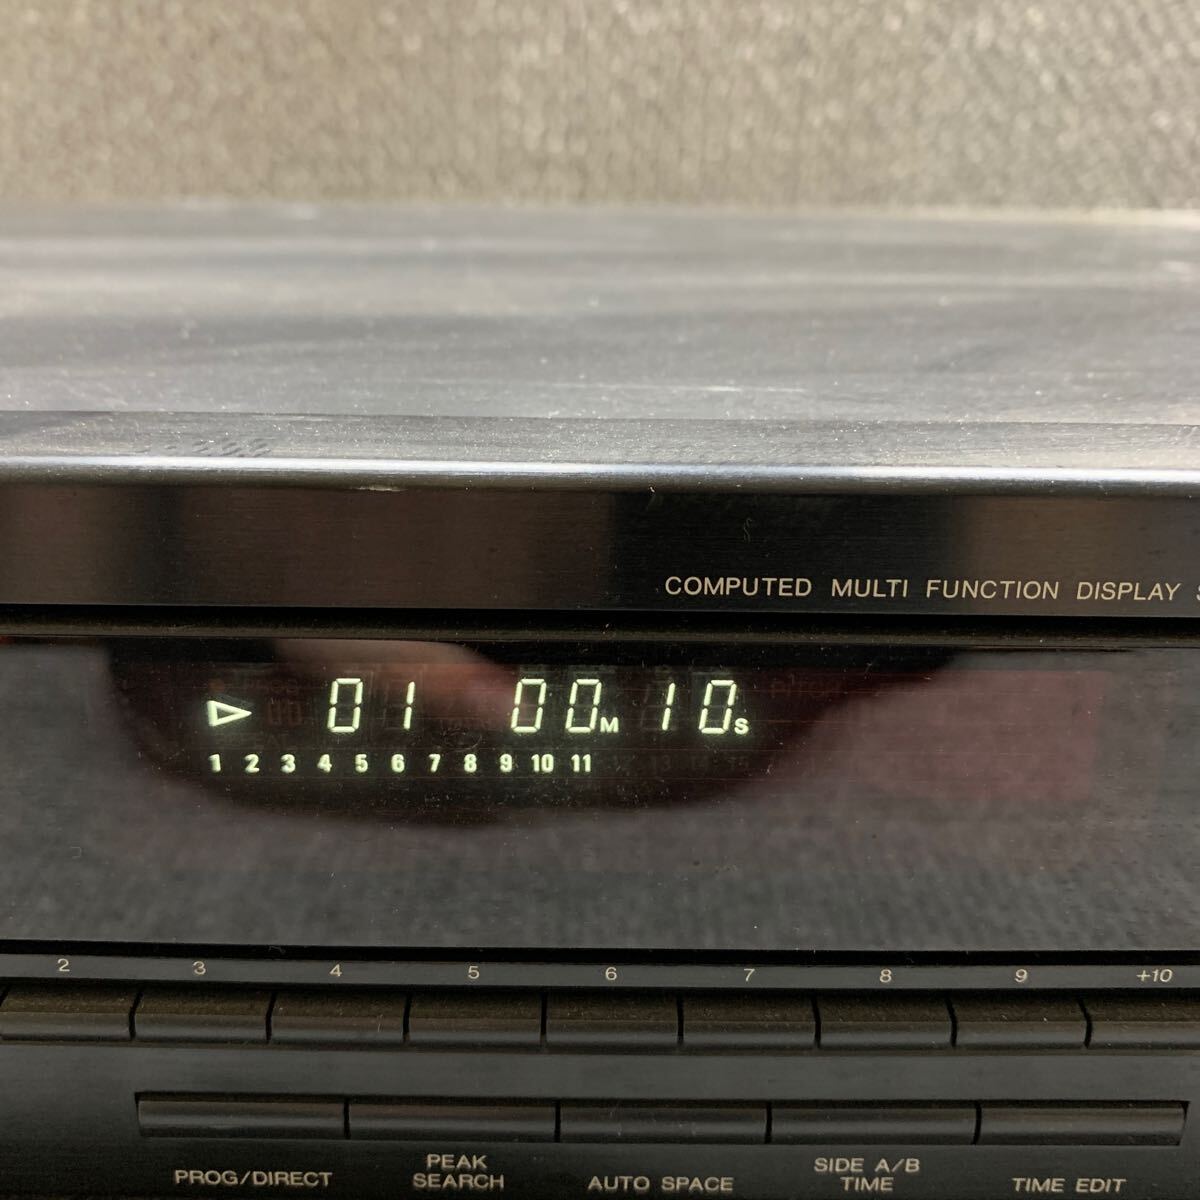 COMPUTED MULTI FUNCTION DISPLAY
01 00M 10S
1 2 3 4 5 6 7 8 9 10 11
2 3 4 5 6 7 8 9 +10
PROG/DIRECT
PEAK
SEARCH
AUTO SPACE
SIDE A/B
TIME
TIME EDIT